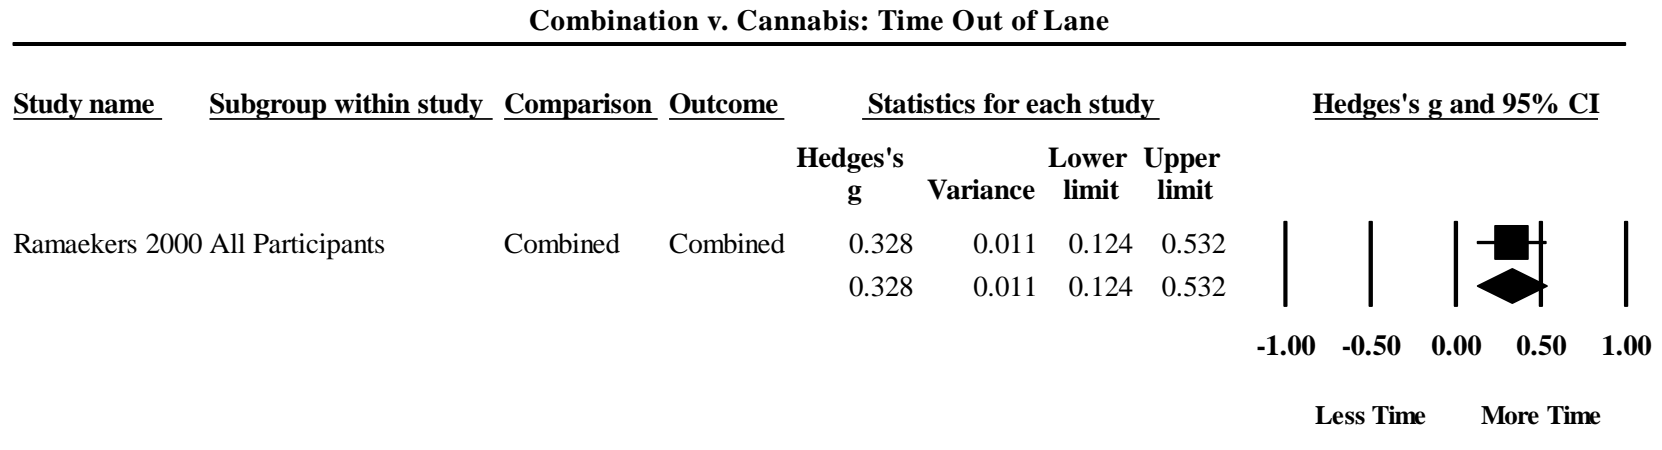 Combination v. Cannabis: Time Out of Lane
Study name Subgroup within study Comparison Outcome Statistics for each study Hedges's g and 95% CI
Hedges's Lower Upper
g Variance limit limit
Ramaekers 2000 All Participants Combined Combined 0.328 0.011 0.124 0.532
0.328 0.011 0.124 0.532
-1.00 -0.50 0.00 0.50 1.00
Less Time More Time